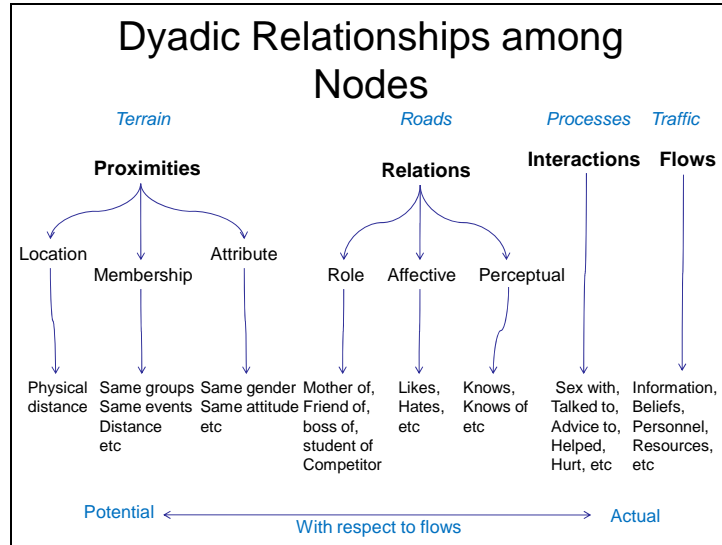 Dyadic Relationships among
Nodes
Terrain
Roads
Processes
Traffic
Proximities
Relations
Interactions
Flows
Location
Membership
Attribute
Role
Affective
Perceptual
Physical
distance
Same groups
Same events
Distance
etc
Same gender
Same attitude
etc
Mother of,
Friend of,
boss of,
student of
Competitor
Likes,
Hates,
etc
Knows,
Knows of
etc
Sex with,
Talked to,
Advice to,
Helped,
Hurt, etc
Information,
Beliefs,
Personnel,
Resources,
etc
Potential
With respect to flows
Actual